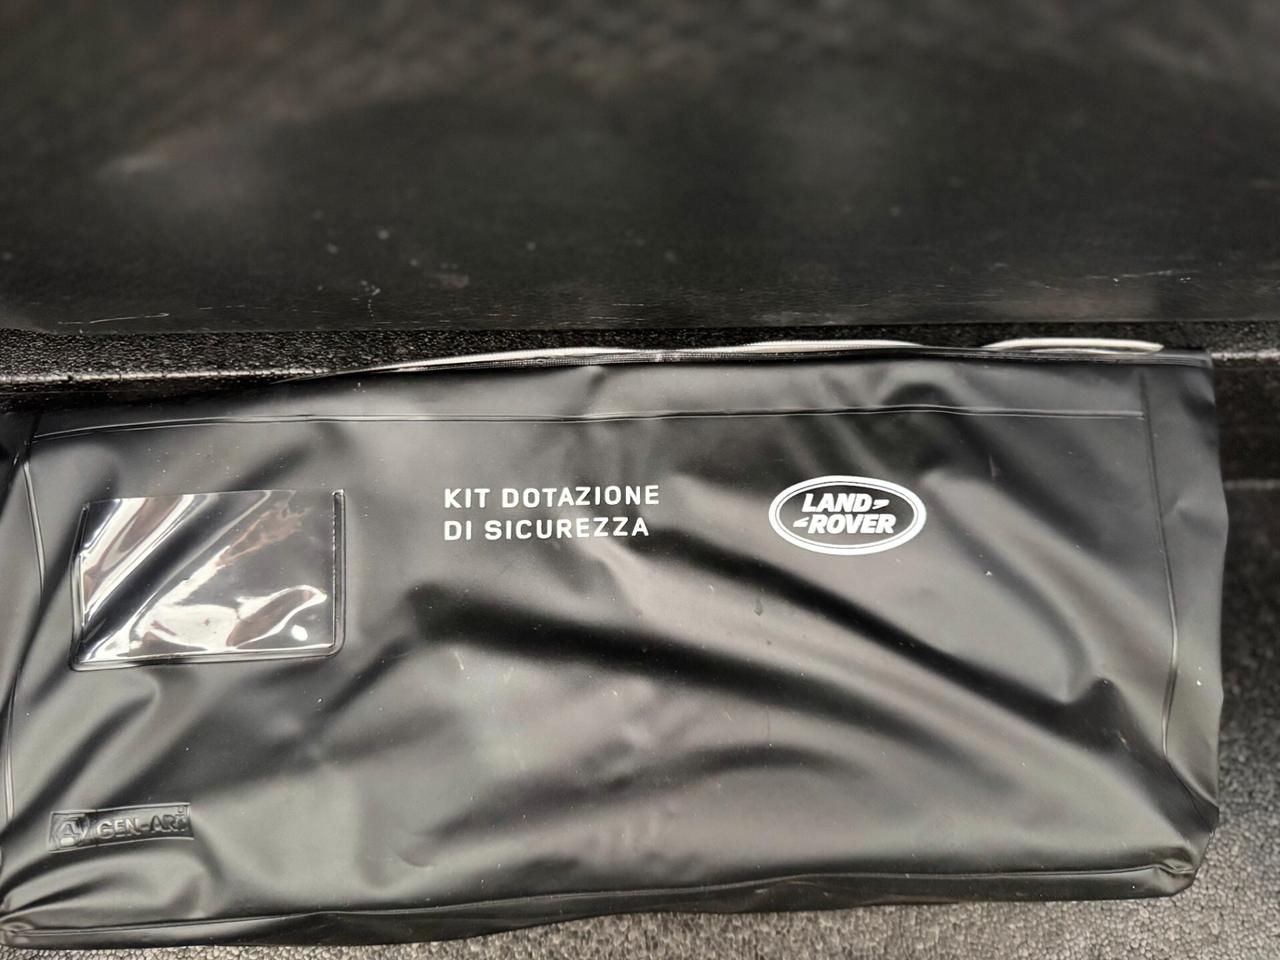 KIT DOTAZIONE
DI SICUREZZA
LAND
ROVER
GEN-ART